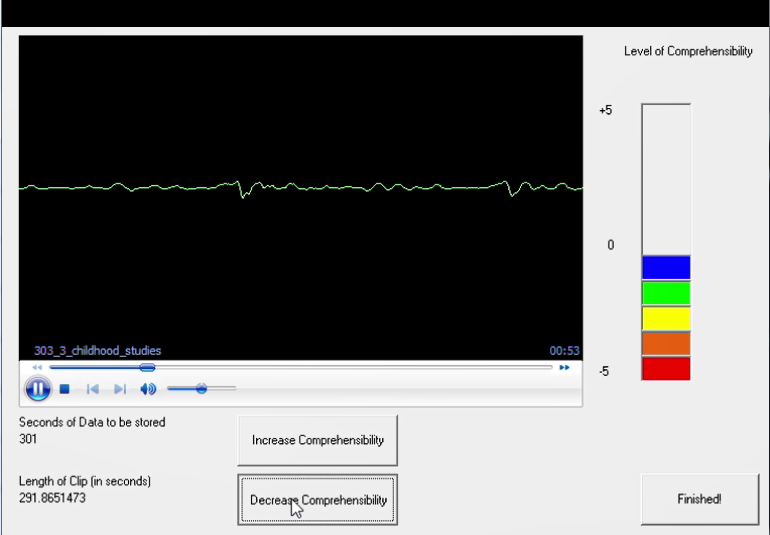 Level of Comprehensibility
+5
0
-5
303_3_childhood_studies
00:53
Seconds of Data to be stored
301
Increase Comprehensibility
Length of Clip (in seconds)
291.8651473
Decrease Comprehensibility
Finished!